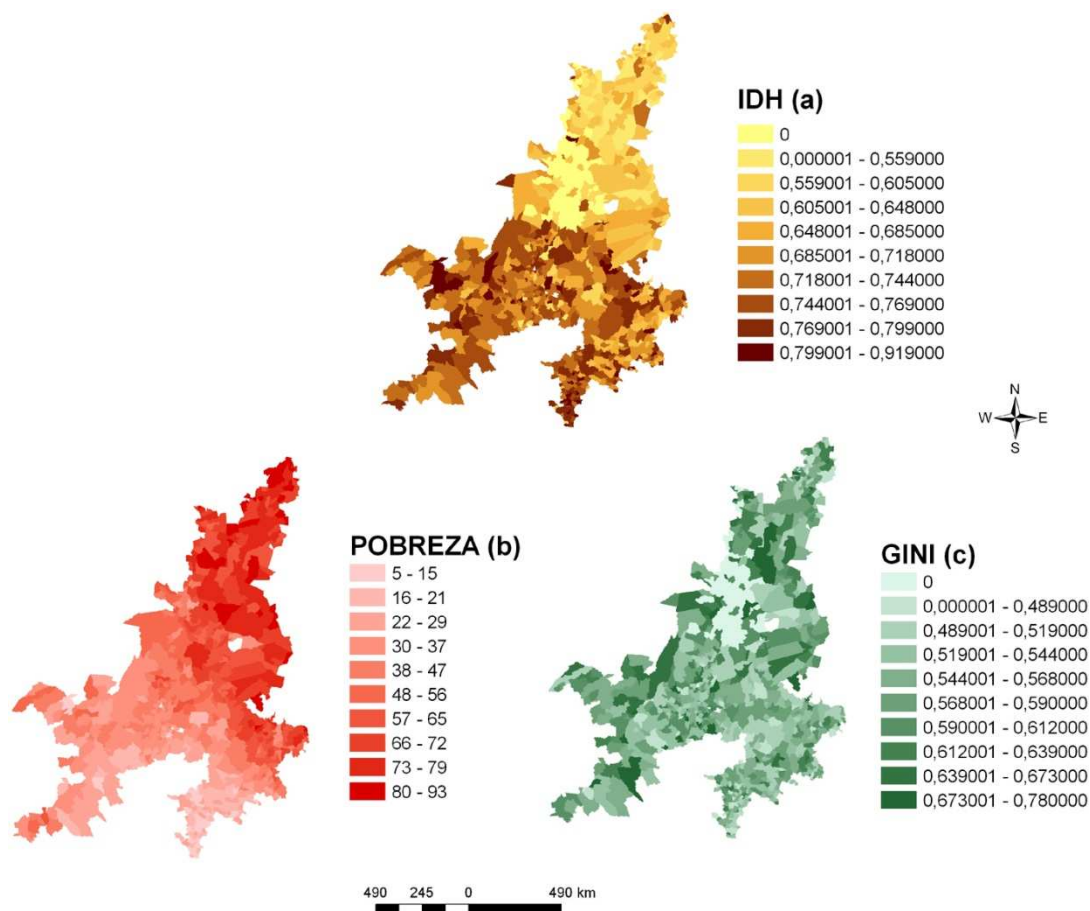 IDH (a)
0
0,000001 - 0,559000
0,559001 - 0,605000
0,605001 - 0,648000
0,648001 - 0,685000
0,685001 - 0,718000
0,718001 - 0,744000
0,744001 - 0,769000
0,769001 - 0,799000
0,799001 - 0,919000
N
W E
S
POBREZA (b)
5 - 15
16 - 21
22 - 29
30 - 37
38 - 47
48 - 56
57 - 65
66 - 72
73 - 79
80 - 93
GINI (c)
0
0,000001 - 0,489000
0,489001 - 0,519000
0,519001 - 0,544000
0,544001 - 0,568000
0,568001 - 0,590000
0,590001 - 0,612000
0,612001 - 0,639000
0,639001 - 0,673000
0,673001 - 0,780000
490 245 0 490 km